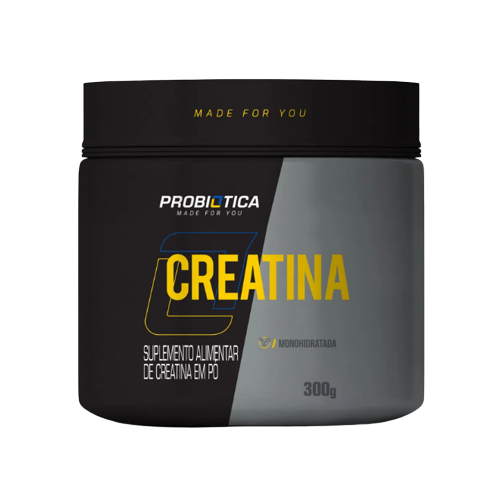 MADE FOR YOU
PROBIOTICA
MADE FOR YOU
CREATINA
MONOHIDRATADA
SUPLEMENTO ALIMENTAR
DE CREATINA EM PÓ
300g